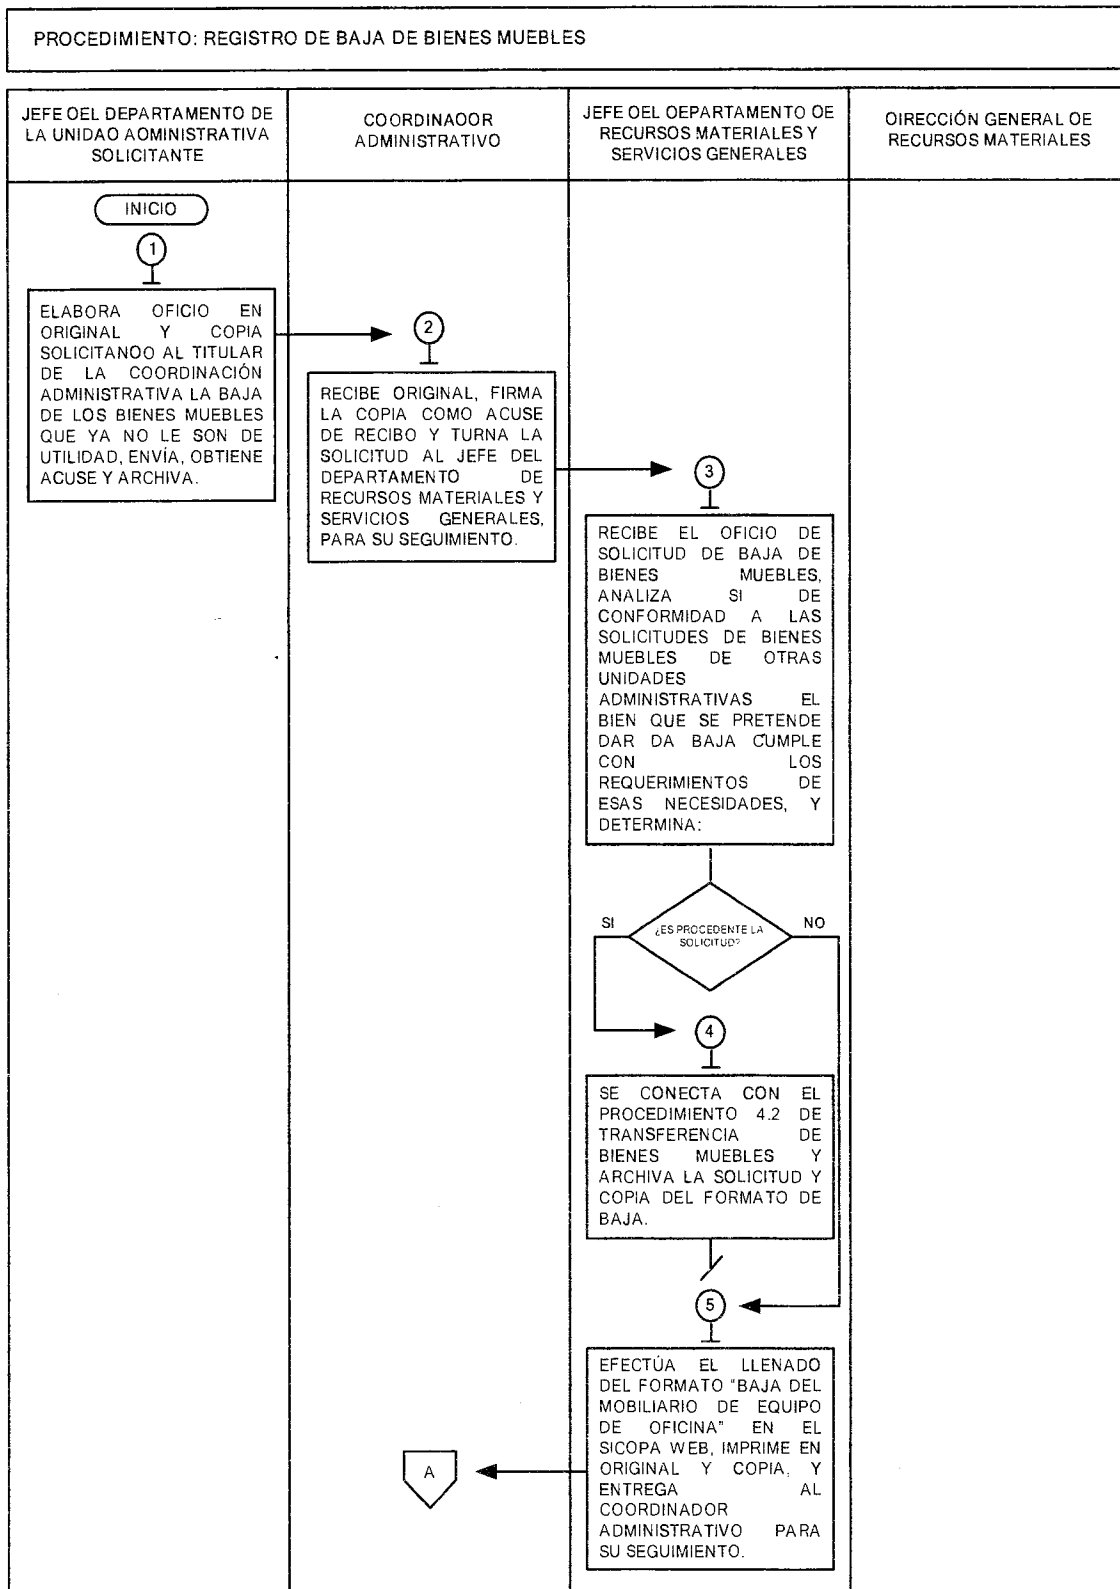 PROCEDIMIENTO: REGISTRO DE BAJA DE BIENES MUEBLES
JEFE OEL DEPARTAMENTO DE
LA UNIDAO AOMINISTRATIVA
SOLICITANTE
COORDINAOOR
ADMINISTRATIVO
JEFE OEL OEPARTAMENTO OE
RECURSOS MATERIALES Y
SERVICIOS GENERALES
OIRECCIÓN GENERAL OE
RECURSOS MATERIALES
INICIO
1
ELABORA OFICIO EN
ORIGINAL Y COPIA
SOLICITANOO AL TITULAR
DE LA COORDINACIÓN
ADMINISTRATIVA LA BAJA
DE LOS BIENES MUEBLES
QUE YA NO LE SON DE
UTILIDAD, ENVÍA, OBTIENE
ACUSE Y ARCHIVA.
2
RECIBE ORIGINAL, FIRMA
LA COPIA COMO ACUSE
DE RECIBO Y TURNA LA
SOLICITUD AL JEFE DEL
DEPARTAMENTO DE
RECURSOS MATERIALES Y
SERVICIOS GENERALES,
PARA SU SEGUIMIENTO.
3
RECIBE EL OFICIO DE
SOLICITUD DE BAJA DE
BIENES MUEBLES,
ANALIZA SI DE
CONFORMIDAD A LAS
SOLICITUDES DE BIENES
MUEBLES DE OTRAS
UNIDADES
ADMINISTRATIVAS EL
BIEN QUE SE PRETENDE
DAR DA BAJA CUMPLE
CON LOS
REQUERIMIENTOS DE
ESAS NECESIDADES, Y
DETERMINA:
SI
¿ES PROCEDENTE LA
SOLICITUD?
NO
4
SE CONECTA CON EL
PROCEDIMIENTO 4.2 DE
TRANSFERENCIA DE
BIENES MUEBLES Y
ARCHIVA LA SOLICITUD Y
COPIA DEL FORMATO DE
BAJA.
5
EFECTÚA EL LLENADO
DEL FORMATO "BAJA DEL
MOBILIARIO DE EQUIPO
DE OFICINA" EN EL
SICOPA WEB, IMPRIME EN
ORIGINAL Y COPIA, Y
ENTREGA AL
COORDINADOR
ADMINISTRATIVO PARA
SU SEGUIMIENTO.
A